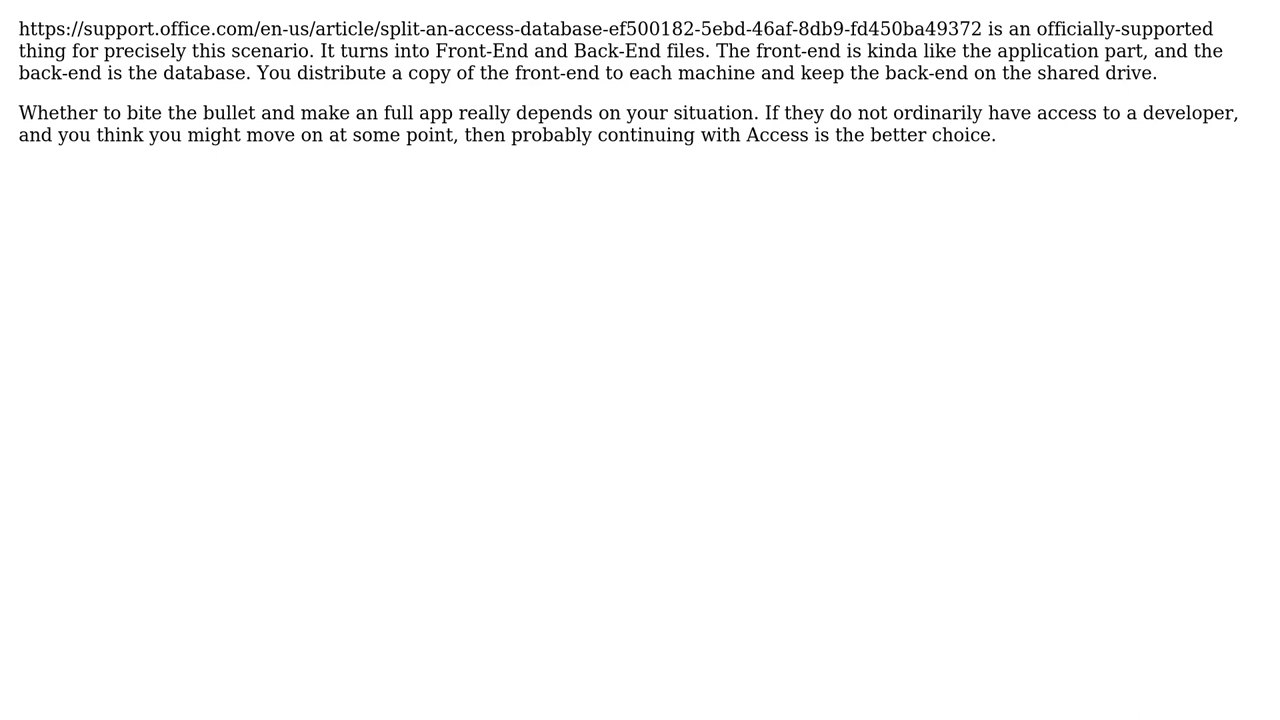 https://support.office.com/en-us/article/split-an-access-database-ef500182-5ebd-46af-8db9-fd450ba49372 is an officially-supported
thing for precisely this scenario. It turns into Front-End and Back-End files. The front-end is kinda like the application part, and the
back-end is the database. You distribute a copy of the front-end to each machine and keep the back-end on the shared drive.
Whether to bite the bullet and make an full app really depends on your situation. If they do not ordinarily have access to a developer,
and you think you might move on at some point, then probably continuing with Access is the better choice.